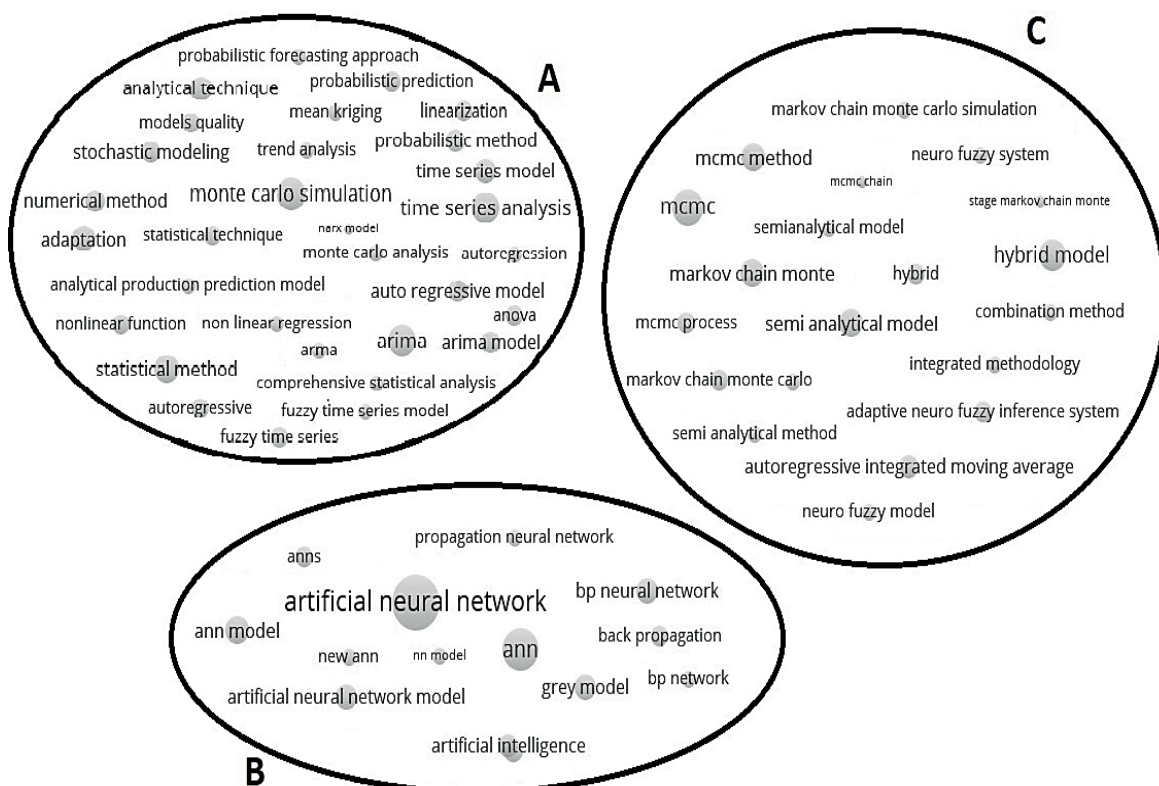 A
probabilistic forecasting approach
analytical technique
probabilistic prediction
mean kriging
linearization
models quality
probabilistic method
stochastic modeling
trend analysis
time series model
monte carlo simulation
numerical method
time series analysis
adaptation
statistical technique
narx model
monte carlo analysis
autoregression
analytical production prediction model
auto regressive model
anova
nonlinear function
non linear regression
arima
arima model
arma
statistical method
comprehensive statistical analysis
autoregressive
fuzzy time series model
fuzzy time series
C
markov chain monte carlo simulation
mcmc method
neuro fuzzy system
mcmc chain
mcmc
stage markov chain monte
semianalytical model
hybrid model
markov chain monte
hybrid
mcmc process
semi analytical model
combination method
integrated methodology
markov chain monte carlo
adaptive neuro fuzzy inference system
semi analytical method
autoregressive integrated moving average
neuro fuzzy model
propagation neural network
anns
artificial neural network
bp neural network
ann model
back propagation
new ann
nn model
ann
artificial neural network model
grey model
bp network
artificial intelligence
B